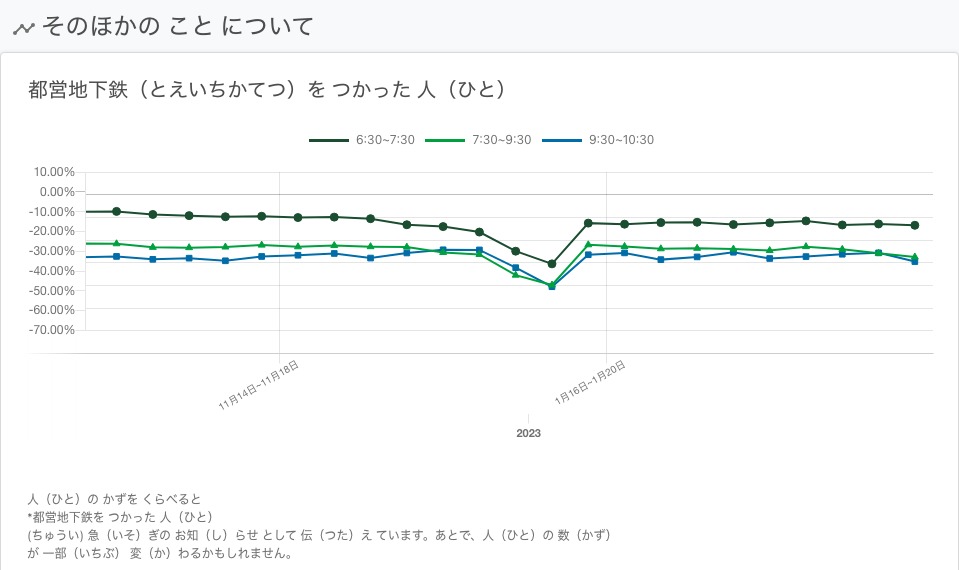 そのほかの こと について
都営地下鉄（とえいちかてつ）を つかった 人（ひと）
6:30~7:30 7:30~9:30 9:30~10:30
10.00%
0.00%
-10.00%
-20.00%
-30.00%
-40.00%
-50.00%
-60.00%
-70.00%
11月14日~11月18日 1月16日~1月20日
2023
人（ひと）の かずを くらべると
*都営地下鉄を つかった 人（ひと）
(ちゅうい) 急（いそ）ぎの お知（し）らせ として 伝（つた）え ています。あとで、人（ひと）の 数（かず）
が 一部（いちぶ） 変（か）わるかもしれません。